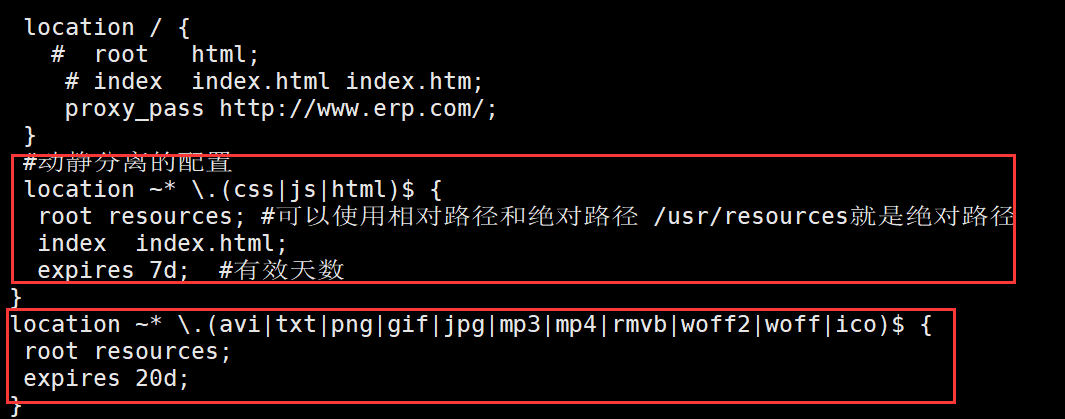 location / {
#  root   html;
# index  index.html index.htm;
proxy_pass http://www.erp.com/;
}
#动静分离的配置
location ~* \.(css|js|html)$ {
root resources; #可以使用相对路径和绝对路径 /usr/resources就是绝对路径
index  index.html;
expires 7d;  #有效天数
}
location ~* \.(avi|txt|png|gif|jpg|mp3|mp4|rmvb|woff2|woff|ico)$ {
root resources;
expires 20d;
}